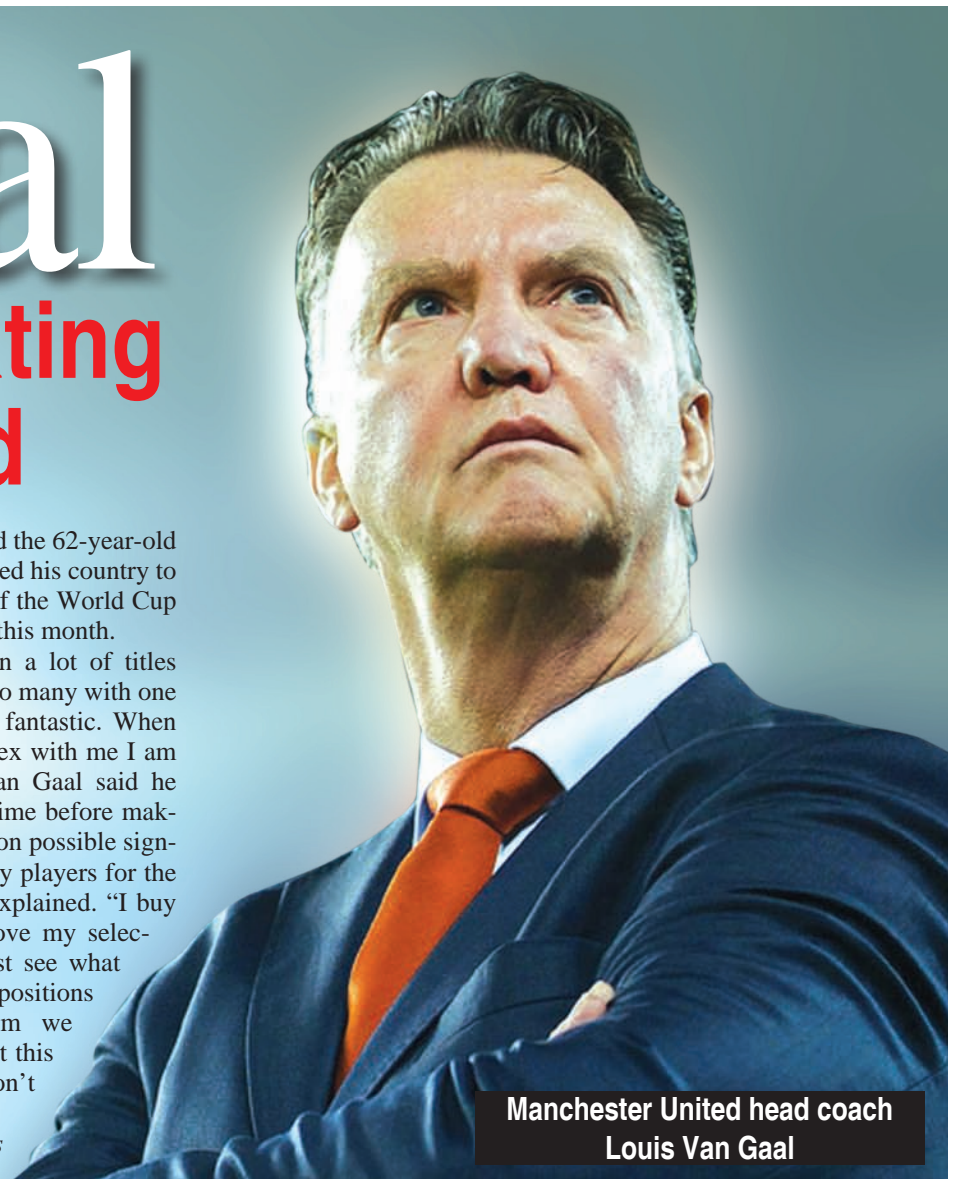 al
ting
d
d the 62-year-old
ed his country to
f the World Cup
this month.
n a lot of titles
o many with one
fantastic. When
ex with me I am
an Gaal said he
ime before mak-
on possible sign-
y players for the
xplained. “I buy
ove my selec-
st see what
positions
m we
t this
on’t
s
Manchester United head coach
Louis Van Gaal